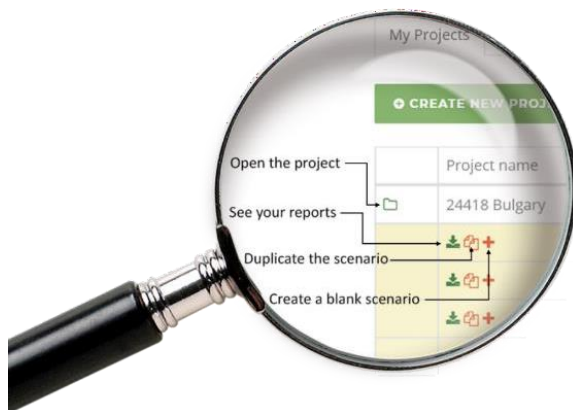 My Projects
CREATE NEW PROJ
Open the project
Project name
24418 Bulgary
See your reports
Duplicate the scenario
Create a blank scenario